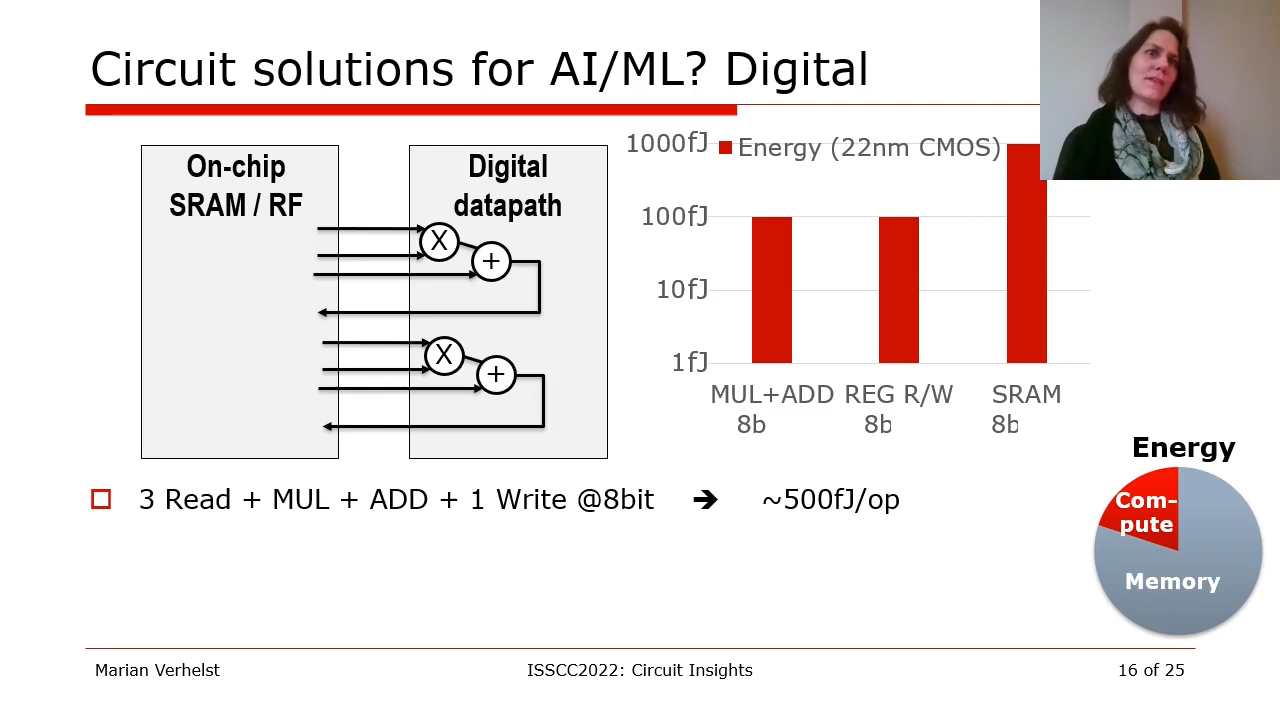 Circuit solutions for AI/ML? Digital
On-chip
SRAM / RF
Digital
datapath
X
+
X
+
1000fJ
Energy (22nm CMOS)
100fJ
10fJ
1fJ
MUL+ADD
8b
REG R/W
8b
SRAM
8b
Energy
Com-
pute
Memory
3 Read + MUL + ADD + 1 Write @8bit 🡺 ~500fJ/op
Marian Verhelst
ISSCC2022: Circuit Insights
16 of 25